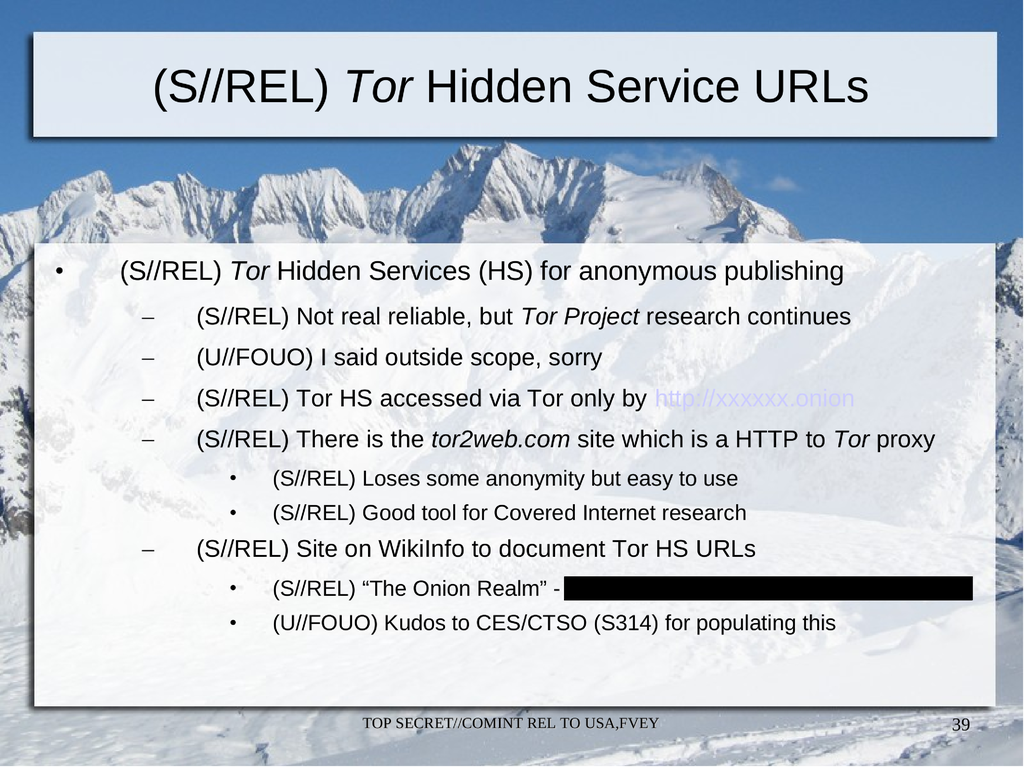 (S//REL) Tor Hidden Service URLs
• (S//REL) Tor Hidden Services (HS) for anonymous publishing
– (S//REL) Not real reliable, but Tor Project research continues
– (U//FOUO) I said outside scope, sorry
– (S//REL) Tor HS accessed via Tor only by http://xxxxxx.onion
– (S//REL) There is the tor2web.com site which is a HTTP to Tor proxy
• (S//REL) Loses some anonymity but easy to use
• (S//REL) Good tool for Covered Internet research
– (S//REL) Site on WikiInfo to document Tor HS URLs
• (S//REL) “The Onion Realm” -
• (U//FOUO) Kudos to CES/CTSO (S314) for populating this
TOP SECRET//COMINT REL TO USA,FVEY
39